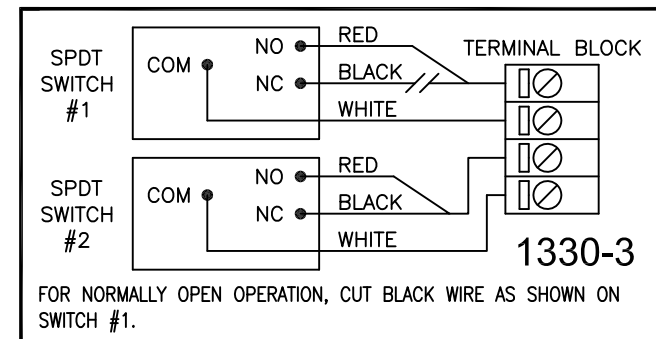 SPDT
SWITCH
#1
COM
NO
NC
RED
BLACK
WHITE
TERMINAL BLOCK
SPDT
SWITCH
#2
COM
NO
NC
RED
BLACK
WHITE
1330-3
FOR NORMALLY OPEN OPERATION, CUT BLACK WIRE AS SHOWN ON
SWITCH #1.